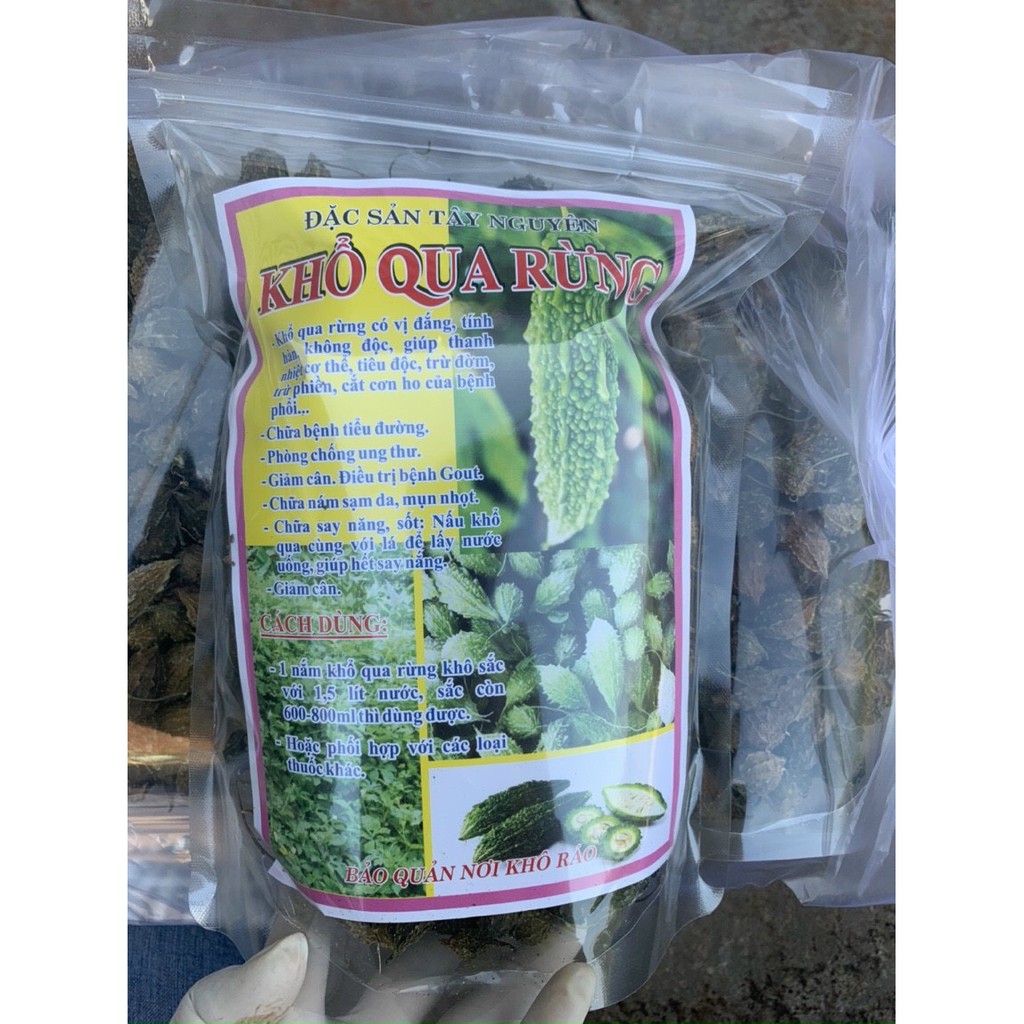 ĐẶC SẢN TÂY NGUYÊN
KHỔ QUA RỪNG
-Khổ qua rừng có vị đắng, tính
hàn, không độc, giúp thanh
nhiệt cơ thể, tiêu độc, trừ đờm,
trừ phiền, cắt cơn ho của bệnh
phổi...
-Chữa bệnh tiểu đường.
-Phòng chống ung thư.
-Giảm cân. Điều trị bệnh Gout.
-Chữa nám sạm da, mụn nhọt.
- Chữa say năng, sốt: Nấu khổ
qua cùng với lá để lấy nước
uống, giúp hết say nắng.
-Giảm cân.
CÁCH DÙNG:
- 1 nắm khổ qua rừng khô sắc
với 1,5 lít nước, sắc còn
600-800ml thì dùng được.
- Hoặc phối hợp với các loại
thuốc khác.
BẢO QUẢN NƠI KHÔ RÁO